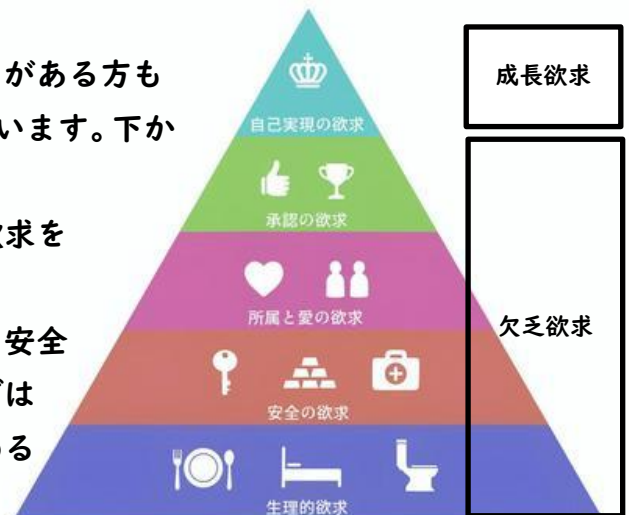 がある方も
います。下か
求を
安全
は
る
自己実現の欲求
承認の欲求
所属と愛の欲求
安全の欲求
生理的欲求
成長欲求
欠乏欲求